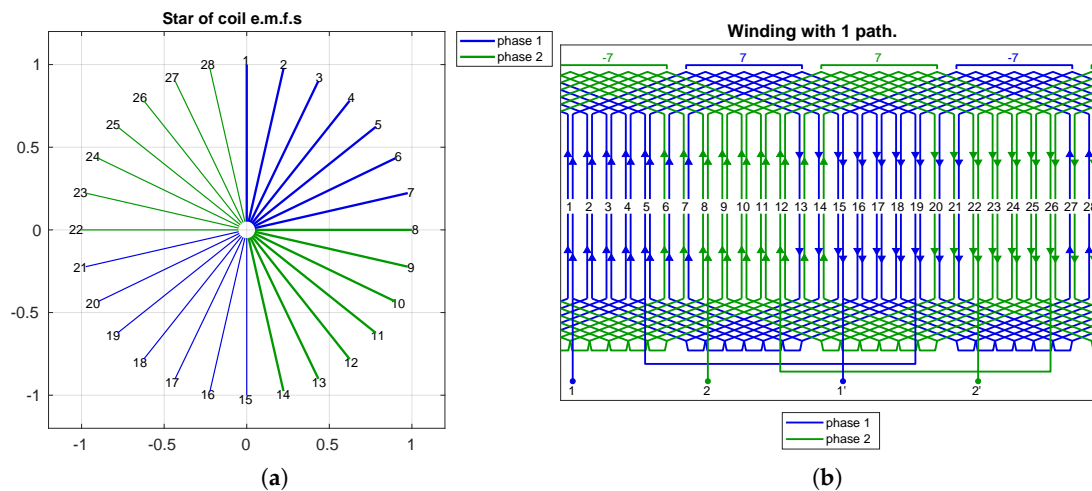 Star of coil e.m.f.s
phase 1
phase 2
1
0.5
0
-0.5
-1
-1 -0.5 0 0.5 1
1 2 3 4 5 6 7 8 9 10 11 12 13 14 15 16 17 18 19 20 21 22 23 24 25 26 27 28
(a)
Winding with 1 path.
-7 7 7 -7
1 2 3 4 5 6 7 8 9 10 11 12 13 14 15 16 17 18 19 20 21 22 23 24 25 26 27 28
1 2 1' 2'
phase 1
phase 2
(b)